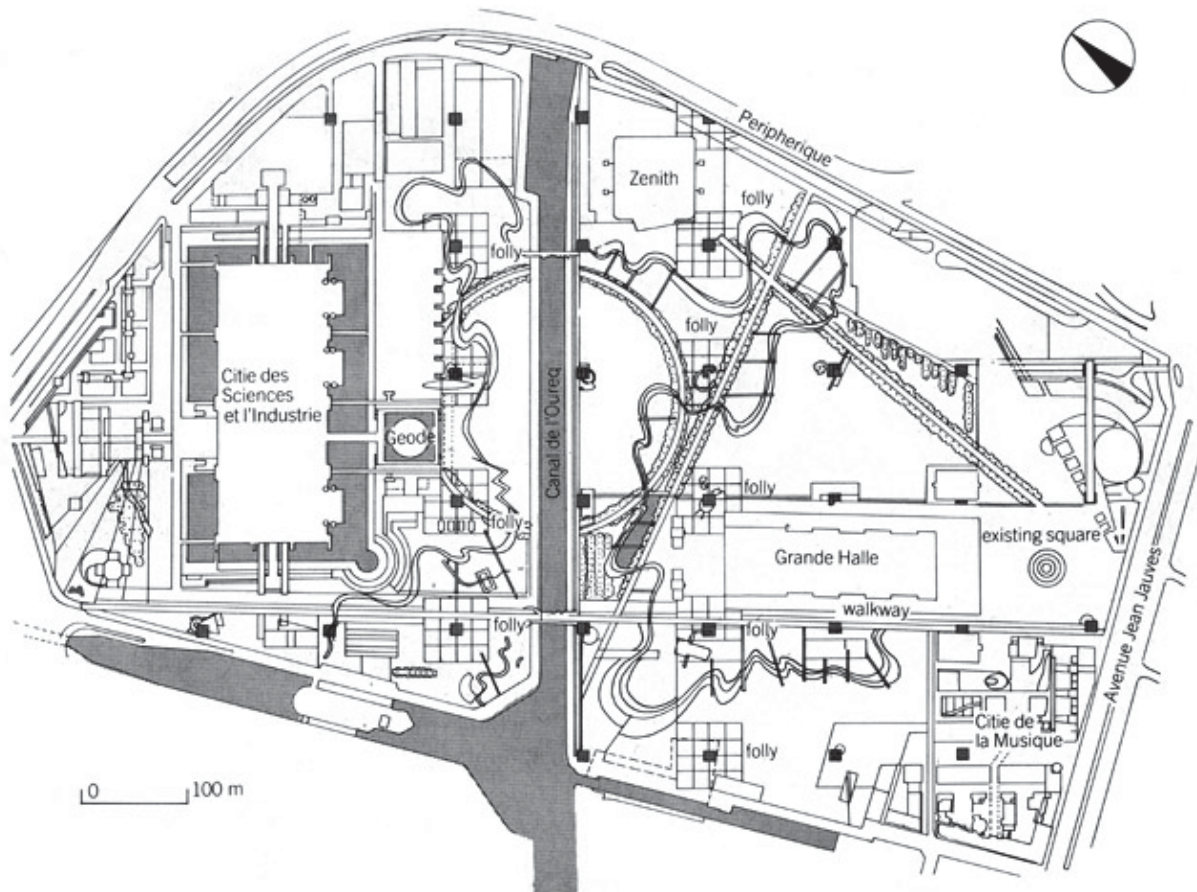 Peripherique
Zenith
folly
folly
folly
Citie des
Sciences
et l'Industrie
Geode
Canal de l'Oureq
folly
folly
existing square
Grande Halle
walkway
folly
folly
Avenue Jean Jauves
Citie de
la Musique
folly
0 100 m